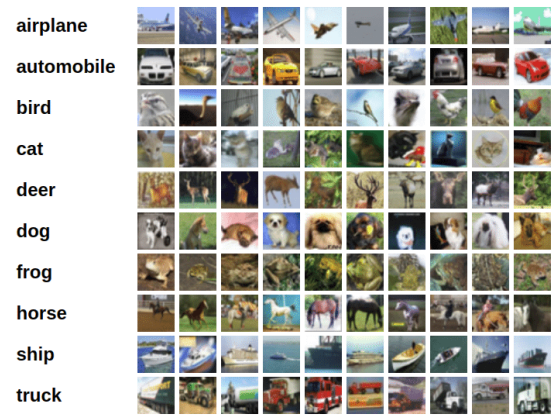 airplane
automobile
bird
cat
deer
dog
frog
horse
ship
truck